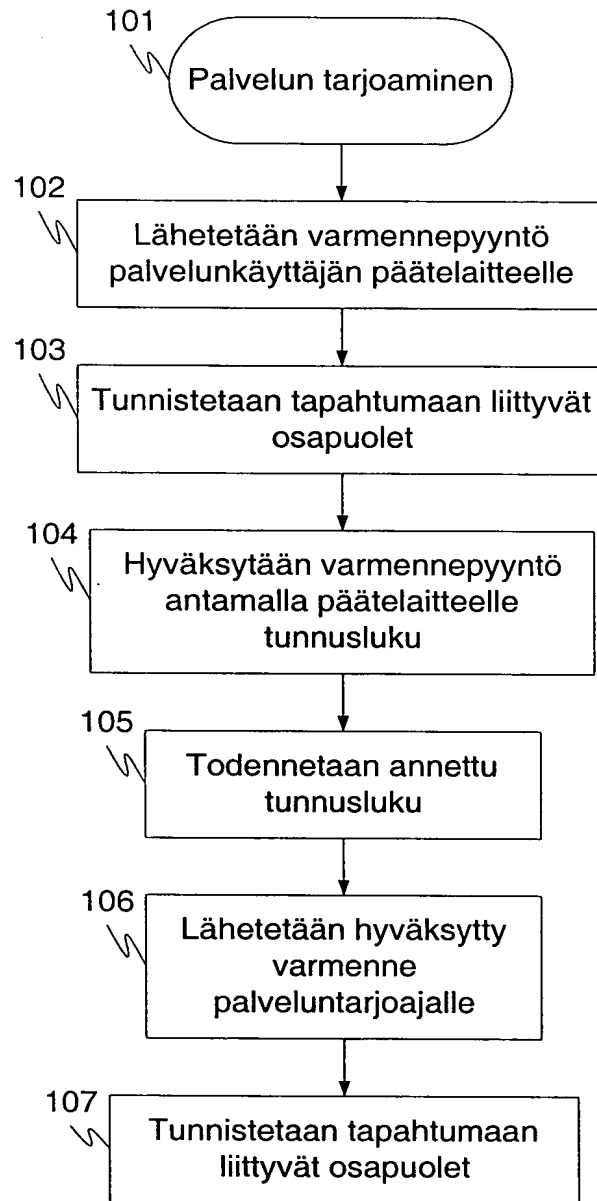 101
Palvelun tarjoaminen
102
Lähetetään varmennepyyntö
palvelunkäyttäjän päätelaitteelle
103
Tunnistetaan tapahtumaan liittyvät
osapuolet
104
Hyväksytään varmennepyyntö
antamalla päätelaitteelle
tunnusluku
105
Todennetaan annettu
tunnusluku
106
Lähetetään hyväksytty
varmenne
palveluntarjoajalle
107
Tunnistetaan tapahtumaan
liittyvät osapuolet